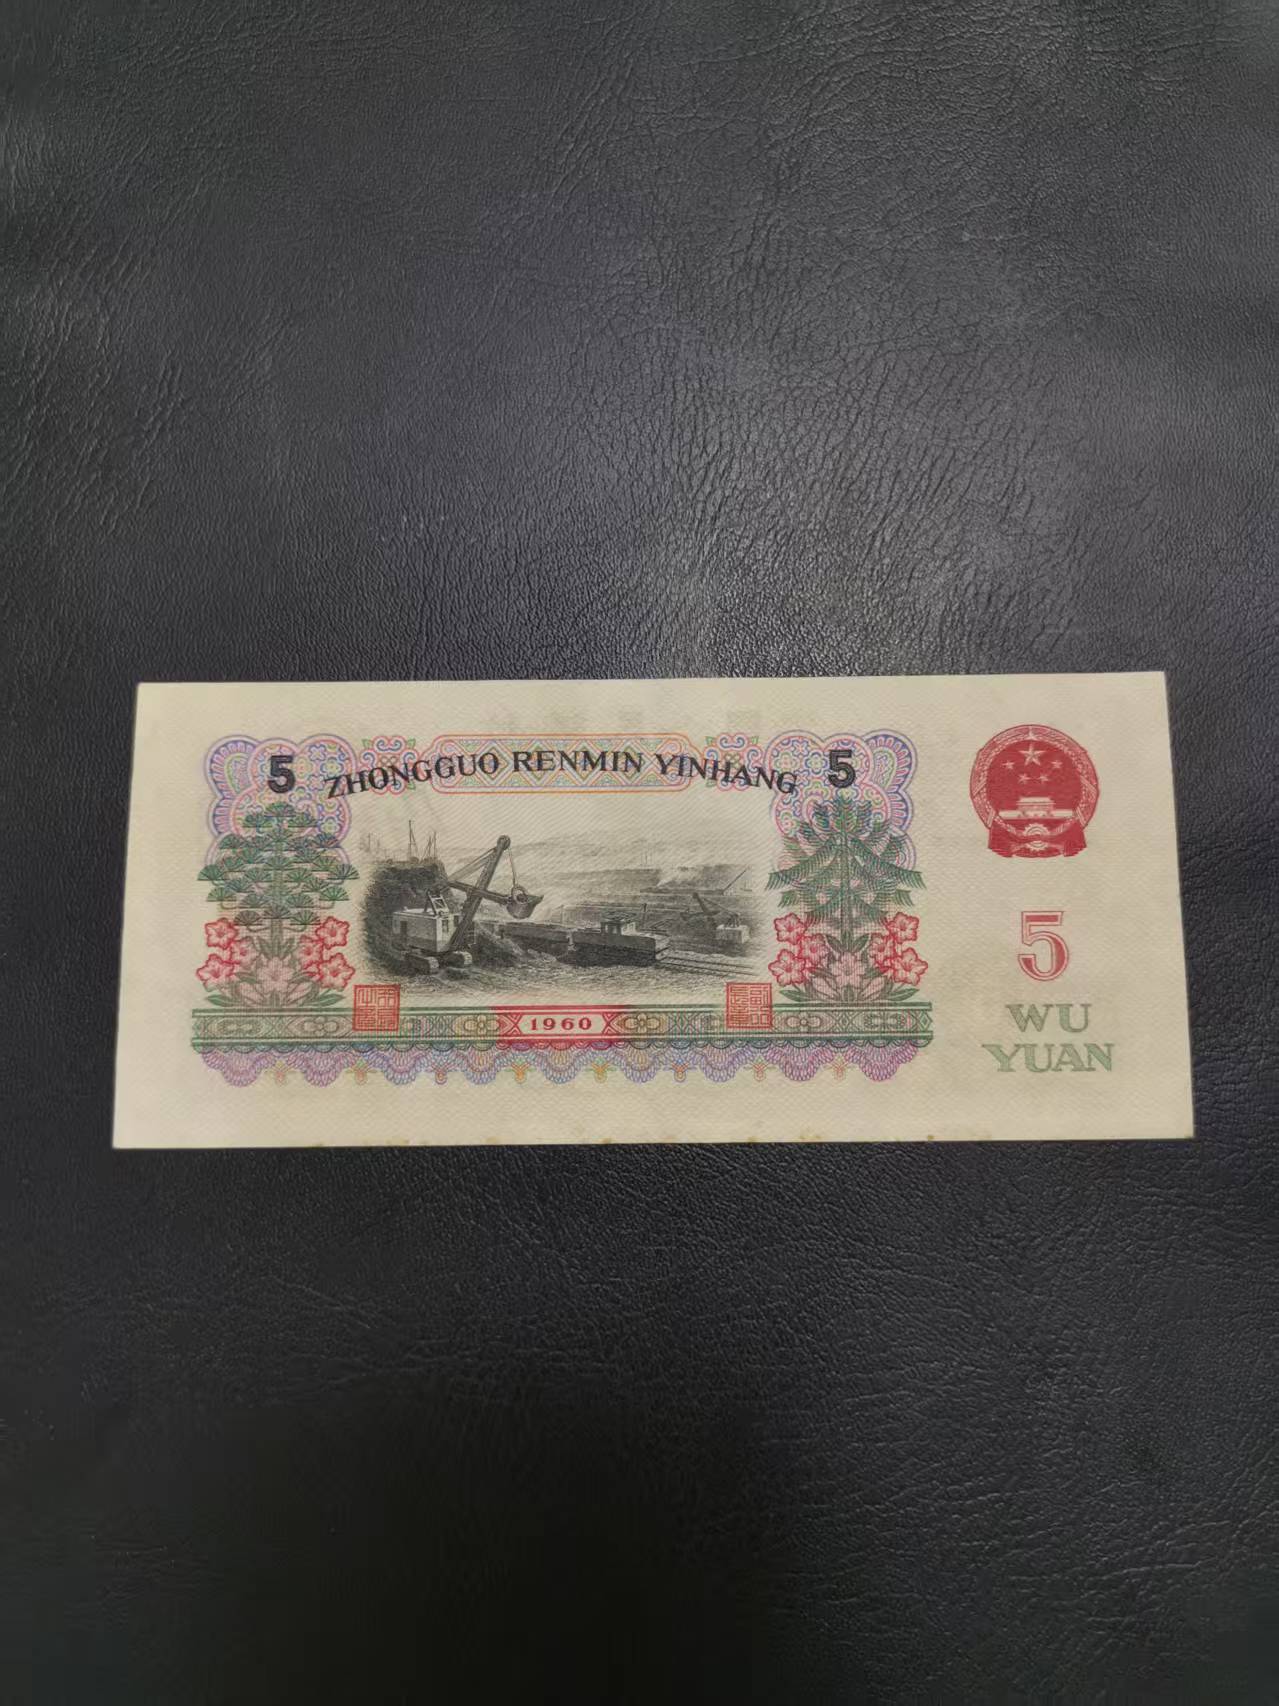 5 ZHONGGUO RENMIN YINHANG 5
1960
5
WU
YUAN